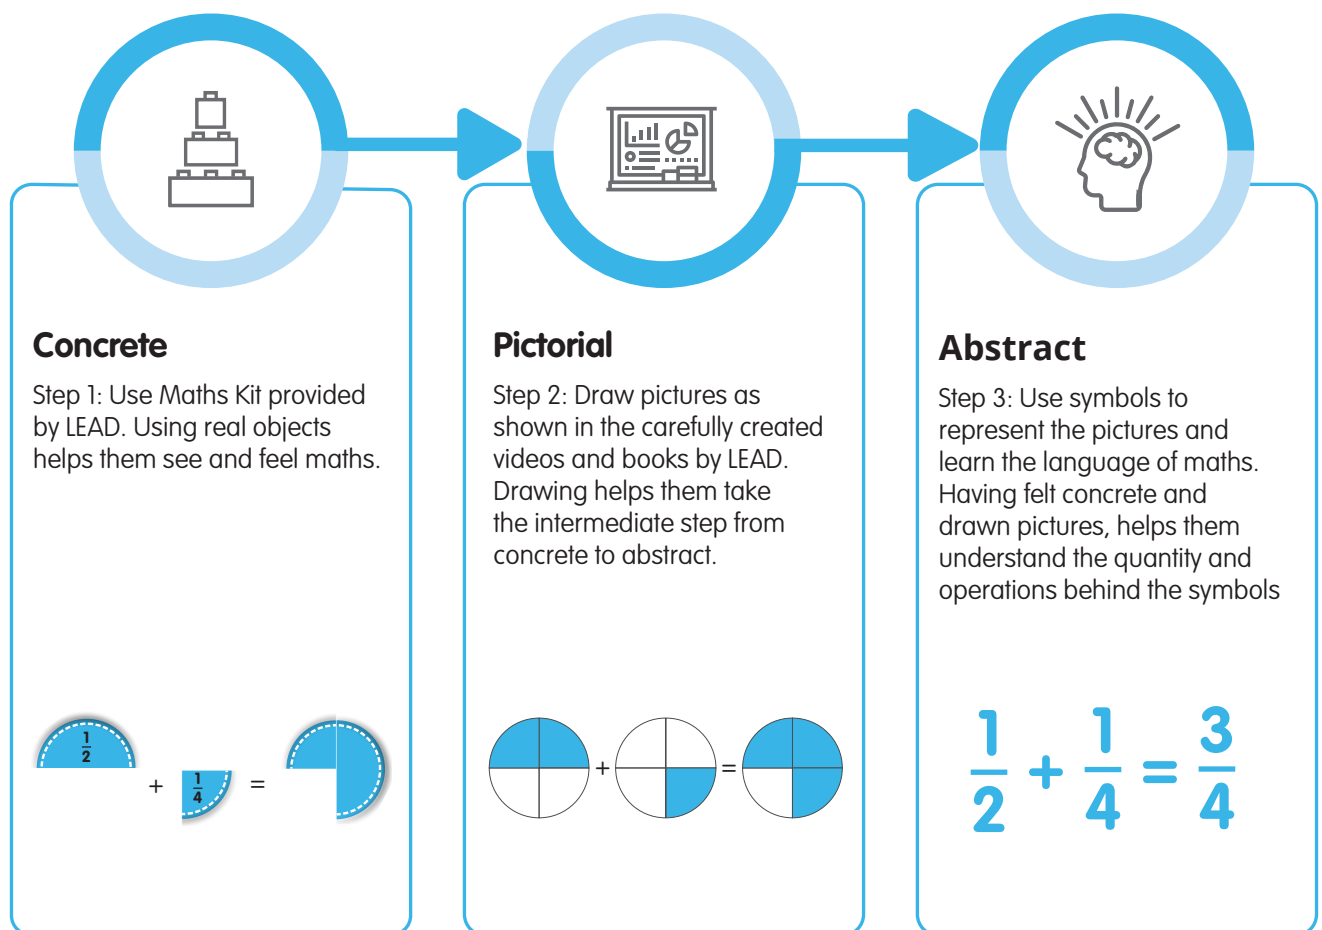 Concrete
Step 1: Use Maths Kit provided
by LEAD. Using real objects
helps them see and feel maths.
1
2
+
1
4
=
Pictorial
Step 2: Draw pictures as
shown in the carefully created
videos and books by LEAD.
Drawing helps them take
the intermediate step from
concrete to abstract.
+ =
Abstract
Step 3: Use symbols to
represent the pictures and
learn the language of maths.
Having felt concrete and
drawn pictures, helps them
understand the quantity and
operations behind the symbols
1/2 + 1/4 = 3/4